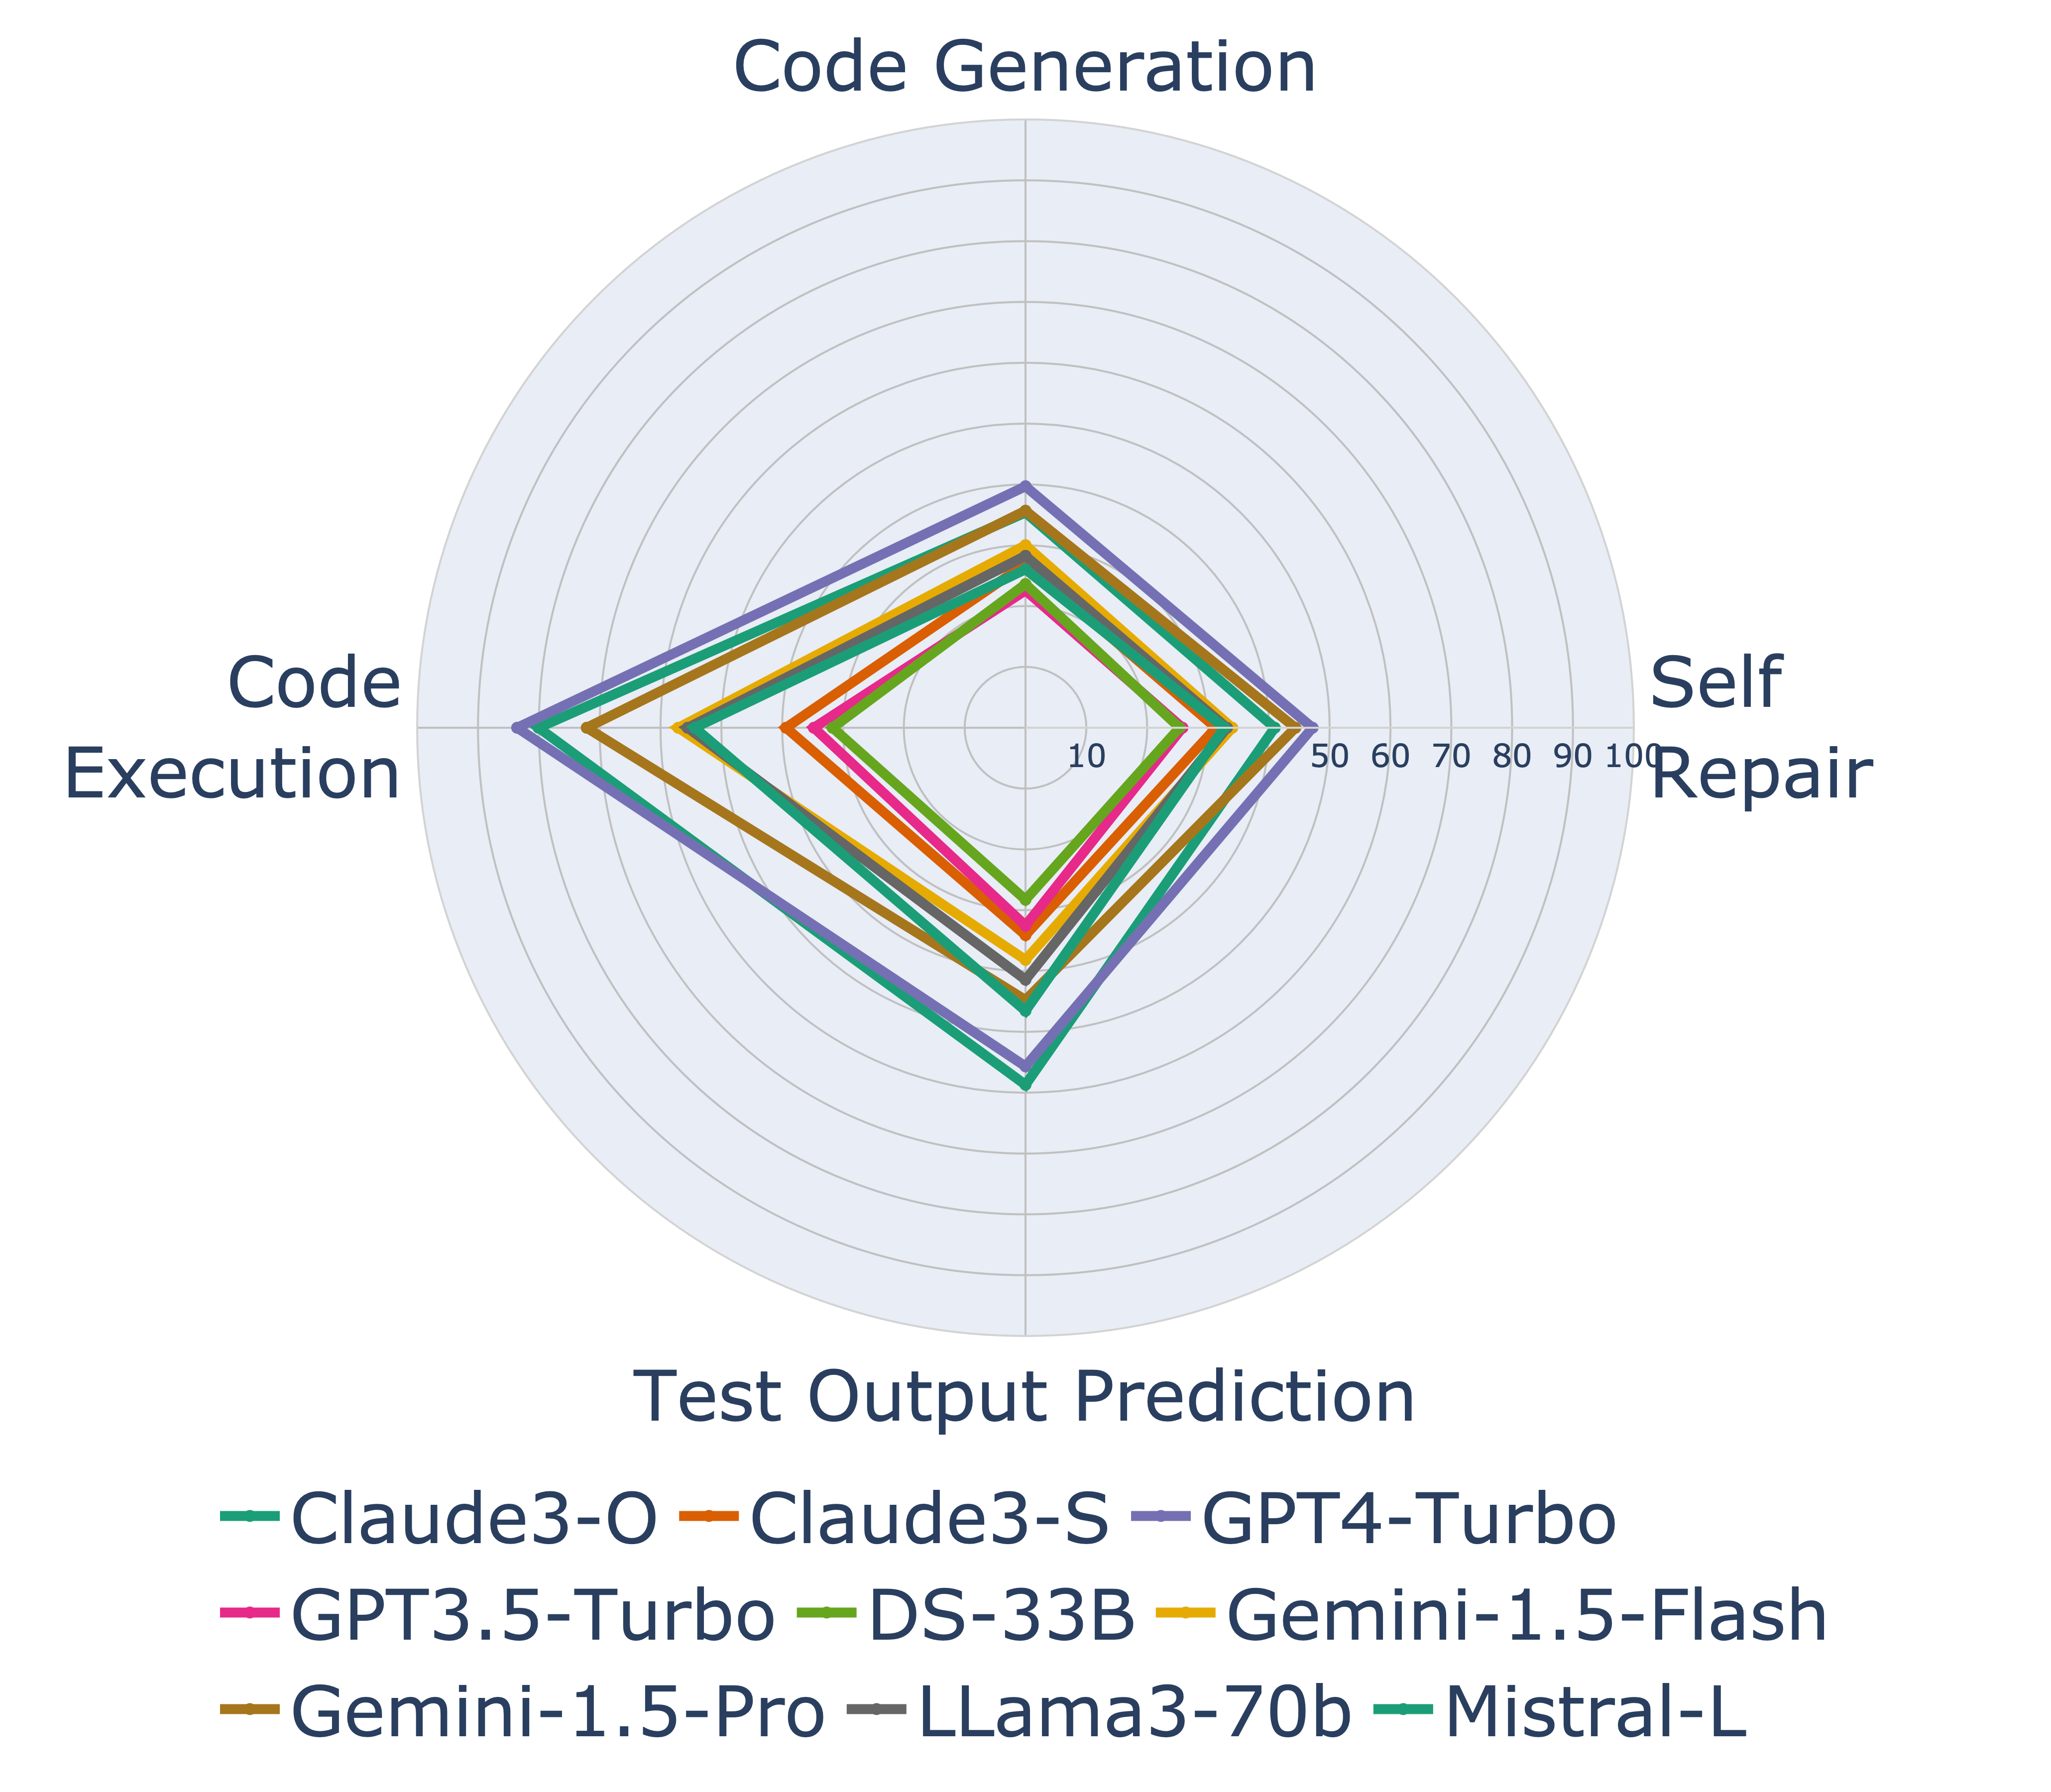 Code Generation
Code
Execution
Self
Repair
10
50 60 70 80 90 100
Test Output Prediction
Claude3-O Claude3-S GPT4-Turbo
GPT3.5-Turbo DS-33B Gemini-1.5-Flash
Gemini-1.5-Pro LLama3-70b Mistral-L